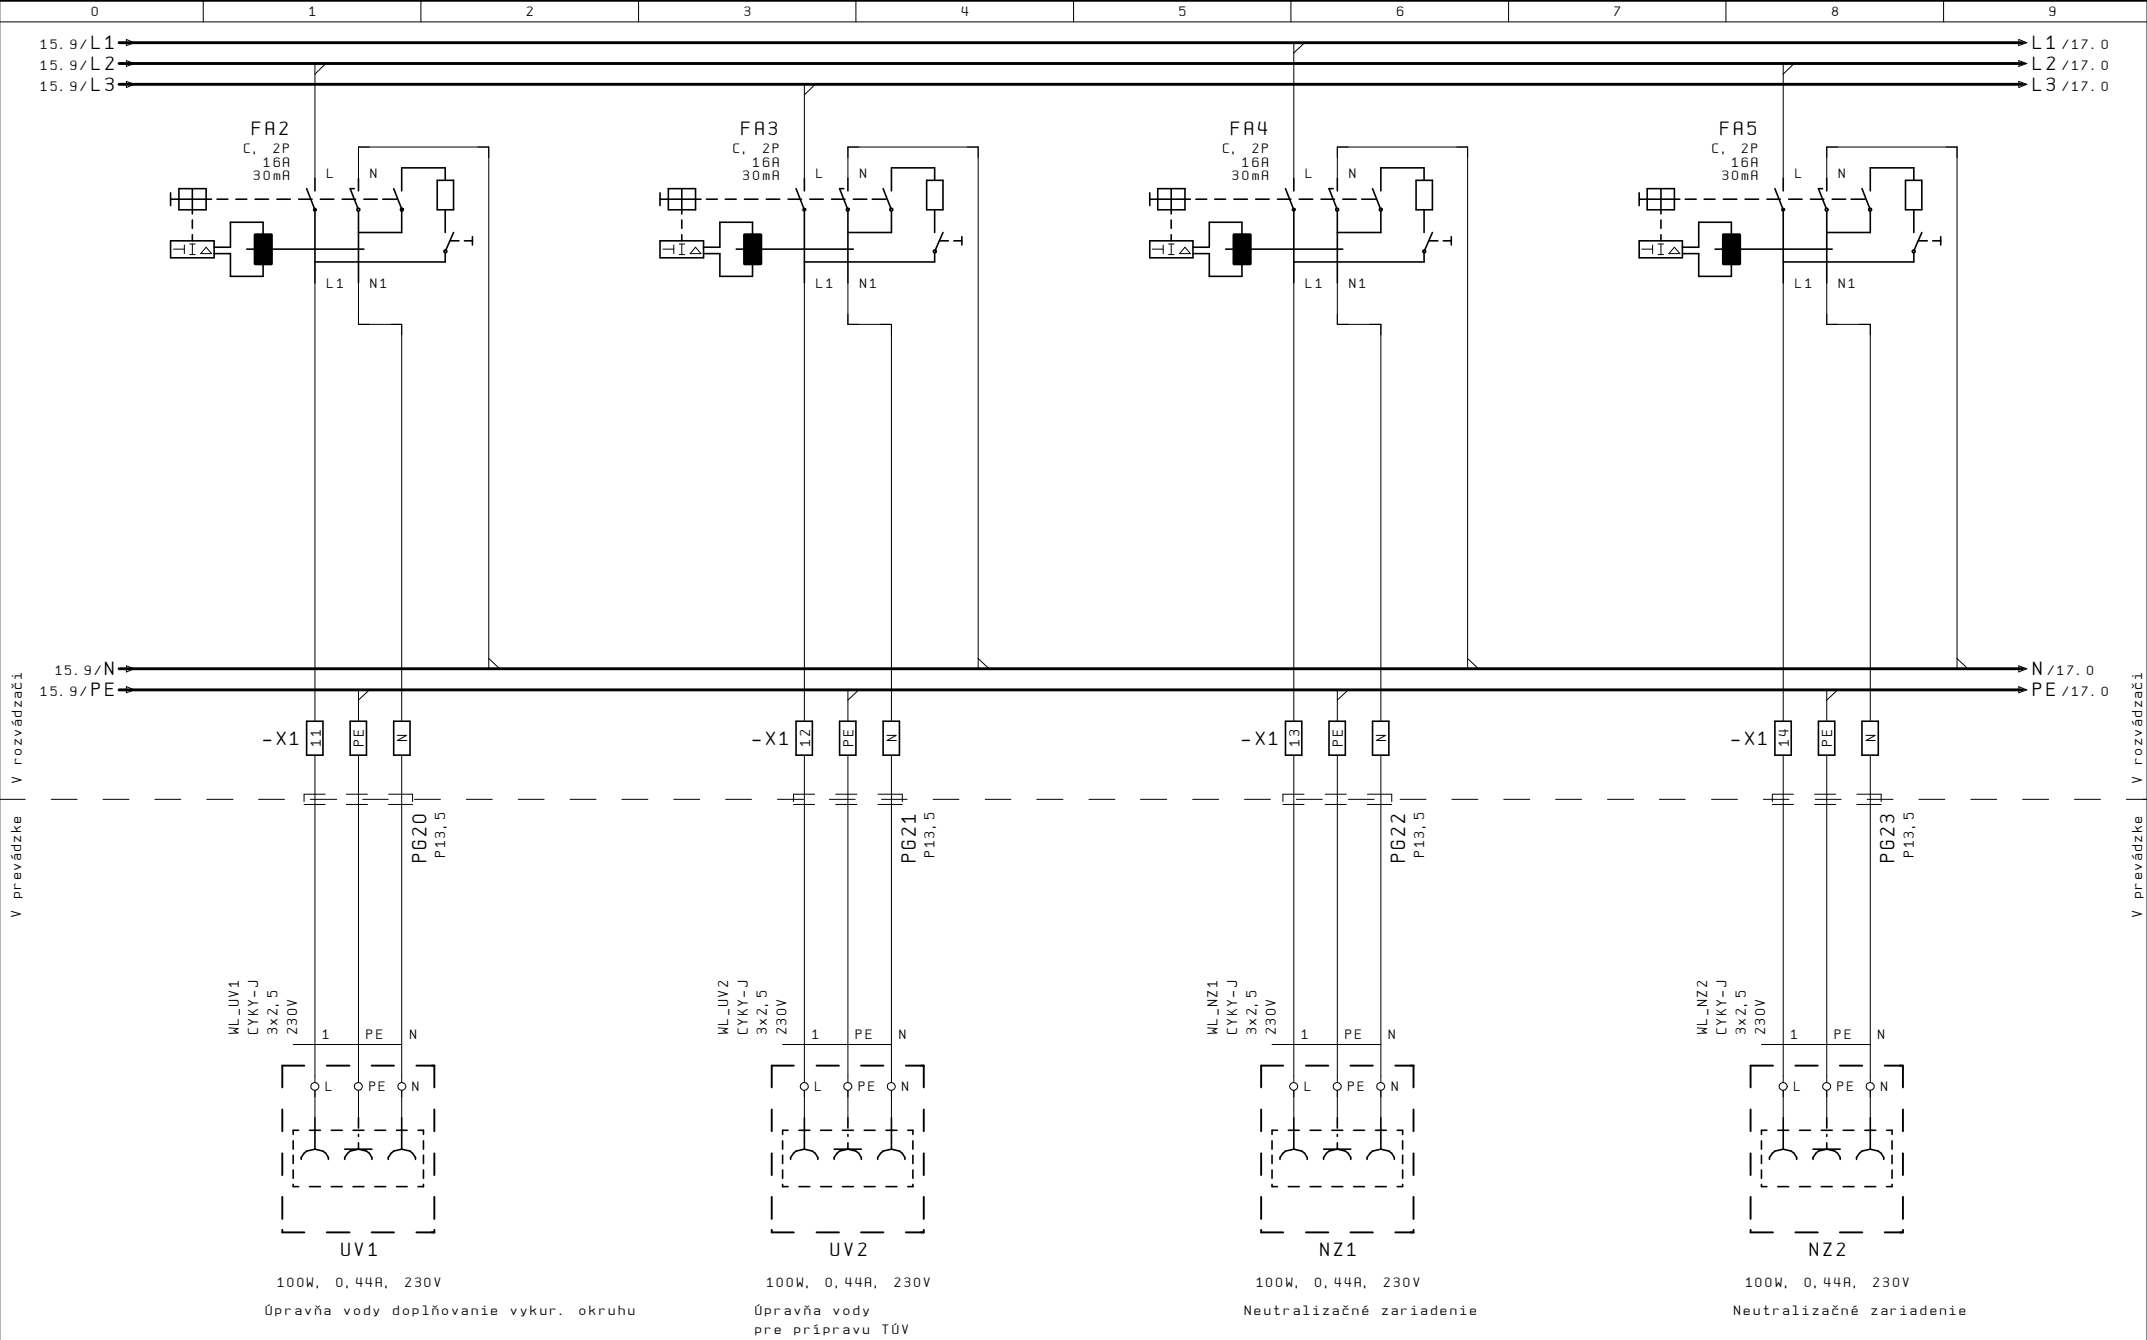 0 1 2 3 4 5 6 7 8 9
15.9/L1 L1/17.0
15.9/L2 L2/17.0
15.9/L3 L3/17.0
FA2 FA3 FA4 FA5
C, 2P C, 2P C, 2P C, 2P
16A 16A 16A 16A
30mA 30mA 30mA 30mA
L N L N L N L N
L1 N1 L1 N1 L1 N1 L1 N1
15.9/N N/17.0
15.9/PE PE/17.0
V rozvádzači V rozvádzači
-X1 11 PE N -X1 12 PE N -X1 13 PE N -X1 14 PE N
V prevádzke V prevádzke
PG20 PG21 PG22 PG23
P13,5 P13,5 P13,5 P13,5
WL_UV1 WL_UV2 WL_NZ1 WL_NZ2
CYKY-J CYKY-J CYKY-J CYKY-J
3x2,5 3x2,5 3x2,5 3x2,5
230V 230V 230V 230V
1 PE N 1 PE N 1 PE N 1 PE N
L PE N L PE N L PE N L PE N
UV1 UV2 NZ1 NZ2
100W, 0,44A, 230V 100W, 0,44A, 230V 100W, 0,44A, 230V 100W, 0,44A, 230V
Úpravňa vody doplňovanie vykur. okruhu Úpravňa vody Neutralizačné zariadenie Neutralizačné zariadenie
pre prípravu TÚV